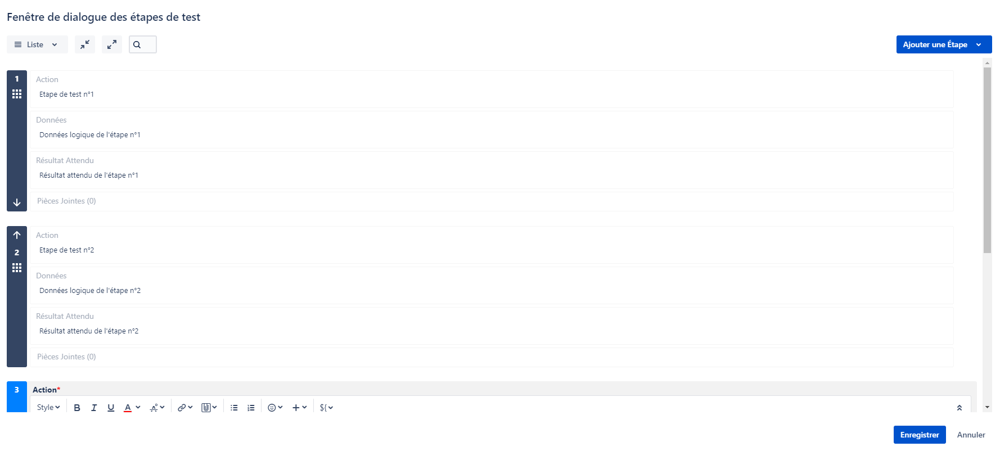 Fenêtre de dialogue des étapes de test
Liste
Ajouter une Étape
1
Action
Etape de test n°1
Données
Données logique de l'étape n°1
Résultat Attendu
Résultat attendu de l'étape n°1
Pièces Jointes (0)
Action
2
Etape de test n°2
Données
Données logique de l'étape n°2
Résultat Attendu
Résultat attendu de l'étape n°2
Pièces Jointes (0)
3 Action*
Style B I U A ${
Enregistrer Annuler